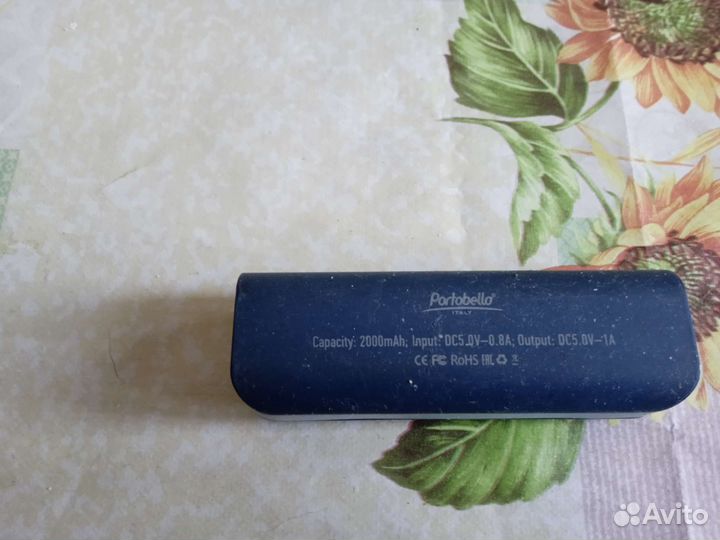 Portobello
ITALY
Capacity: 2000mAh; Input: DC5.0V-0.8A; Output: DC5.0V-1A
CE FC RoHS EAC
Avito